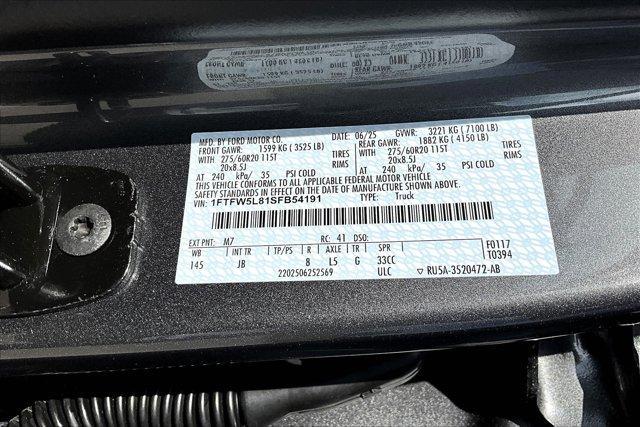 MFD. BY FORD MOTOR CO. DATE: 06/25 GVWR: 3221 KG (7100 LB)
FRONT GAWR: 1599 KG (3525 LB) REAR GAWR: 1882 KG (4150 LB)
WITH 275/60R20 115T TIRES WITH 275/60R20 115T TIRES
20x8.5J RIMS 20x8.5J RIMS
AT 240 kPa/ 35 PSI COLD AT 240 kPa/ 35 PSI COLD
THIS VEHICLE CONFORMS TO ALL APPLICABLE FEDERAL MOTOR VEHICLE
SAFETY STANDARDS IN EFFECT ON THE DATE OF MANUFACTURE SHOWN ABOVE.
VIN: 1FTFW5L81SFB54191 TYPE: Truck
EXT PNT: M7 RC: 41 DSO: F0117
WB INT TR TP/PS R AXLE TR SPR T0394
145 JB 8 L5 G 33CC
2202506252569 ULC RU5A-3520472-AB